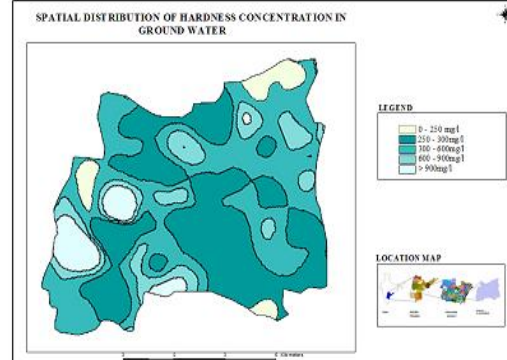 SPATIAL DISTRIBUTION OF HARDNESS CONCENTRATION IN
GROUND WATER
LEGEND
0 - 250 mg/l
250 - 300mg/l
300 - 600mg/l
600 - 900mg/l
> 900mg/l
LOCATION MAP